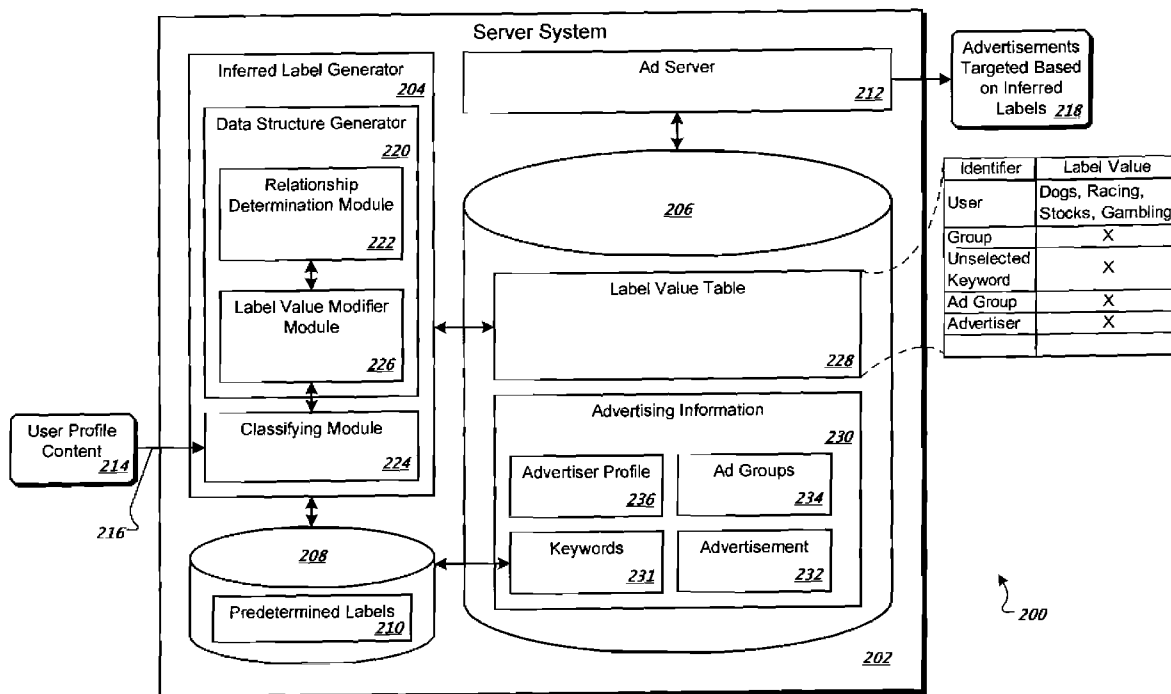 Server System
Inferred Label Generator
204
Data Structure Generator
220
Relationship
Determination Module
222
Label Value Modifier
Module
226
Classifying Module
224
User Profile
Content
214
216
208
Predetermined Labels
210
Ad Server
212
206
Label Value Table
228
Advertising Information
230
Advertiser Profile
236
Ad Groups
234
Keywords
231
Advertisement
232
202
Advertisements
Targeted Based
on Inferred
Labels 218
Identifier Label Value
User Dogs, Racing,
Stocks, Gambling
Group X
Unselected
Keyword X
Ad Group X
Advertiser X
200